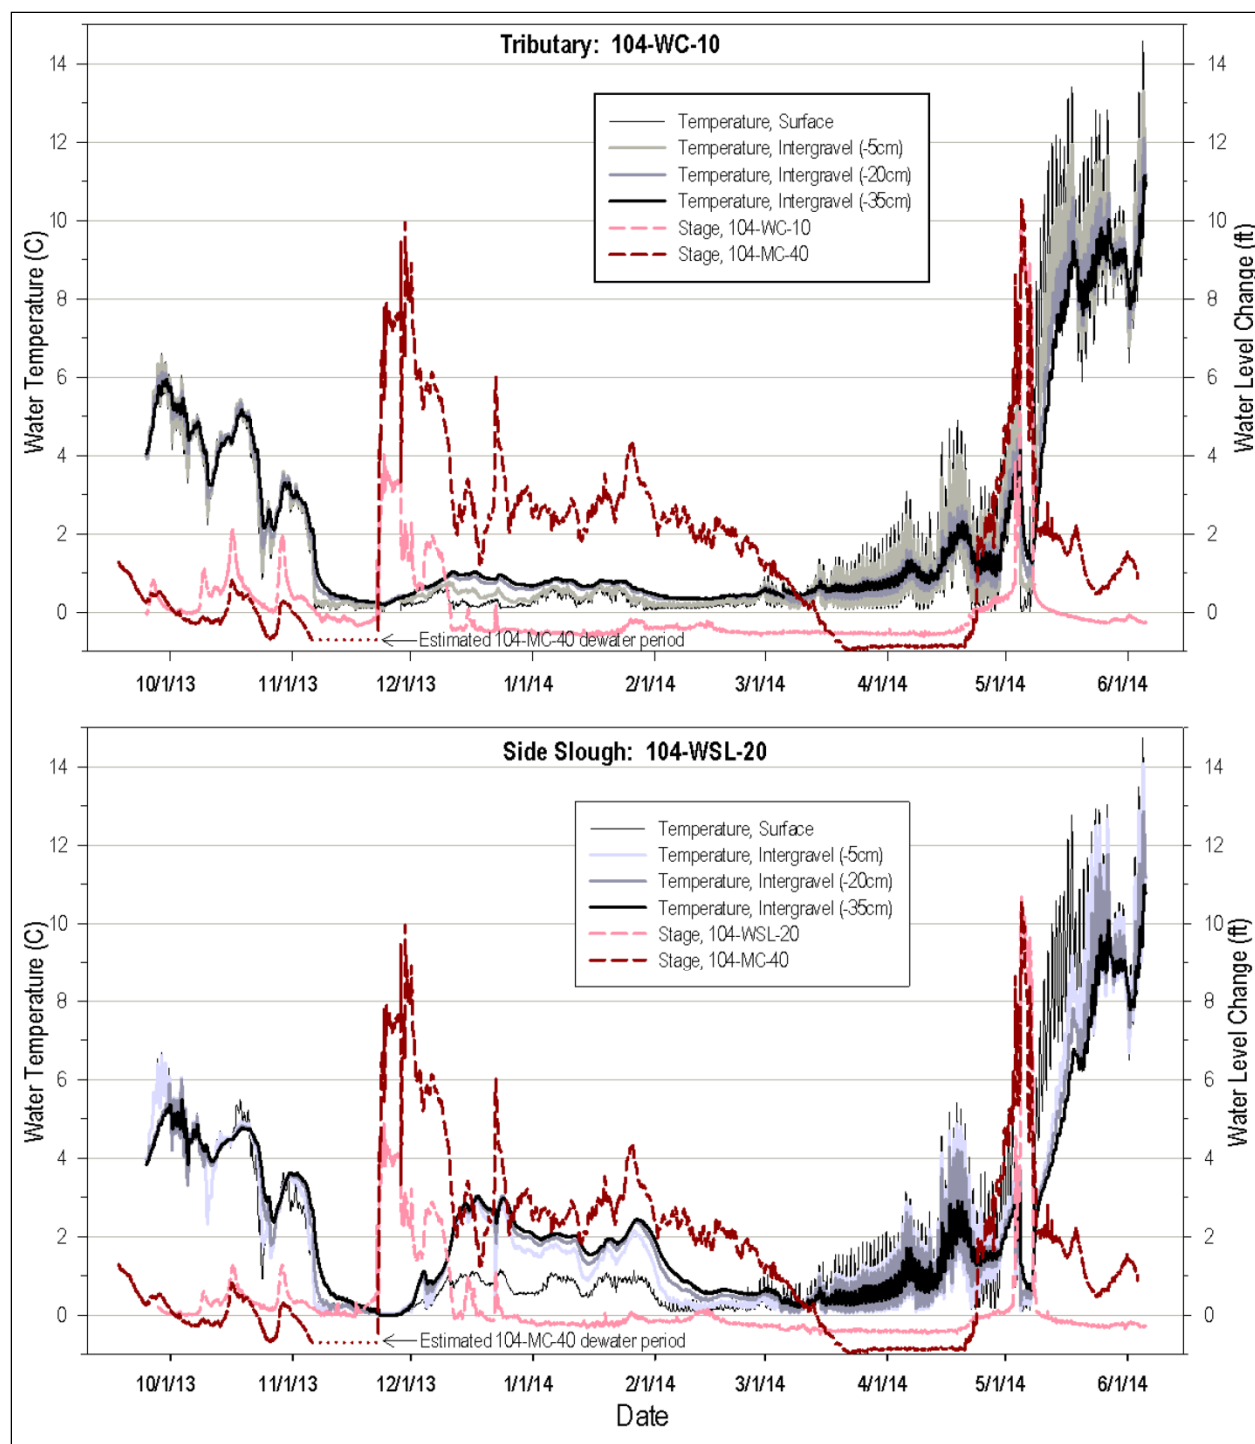 Tributary: 104-WC-10
Water Temperature (C)
Water Level Change (ft)
14
12
10
8
6
4
2
0
14
12
10
8
6
4
2
0
Temperature, Surface
Temperature, Intergravel (-5cm)
Temperature, Intergravel (-20cm)
Temperature, Intergravel (-35cm)
Stage, 104-WC-10
Stage, 104-MC-40
Estimated 104-MC-40 dewater period
10/1/13 11/1/13 12/1/13 1/1/14 2/1/14 3/1/14 4/1/14 5/1/14 6/1/14
Side Slough: 104-WSL-20
Water Temperature (C)
Water Level Change (ft)
14
12
10
8
6
4
2
0
14
12
10
8
6
4
2
0
Temperature, Surface
Temperature, Intergravel (-5cm)
Temperature, Intergravel (-20cm)
Temperature, Intergravel (-35cm)
Stage, 104-WSL-20
Stage, 104-MC-40
Estimated 104-MC-40 dewater period
10/1/13 11/1/13 12/1/13 1/1/14 2/1/14 3/1/14 4/1/14 5/1/14 6/1/14
Date